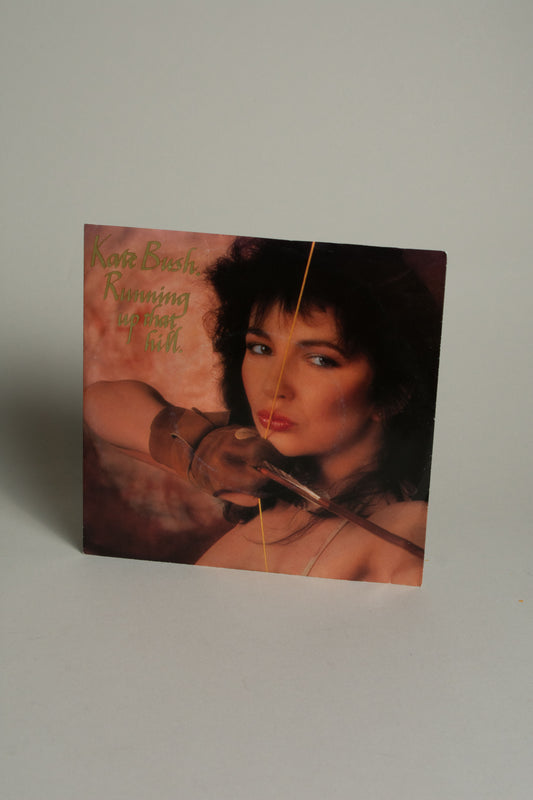 Kate Bush
Running
up that
hill.